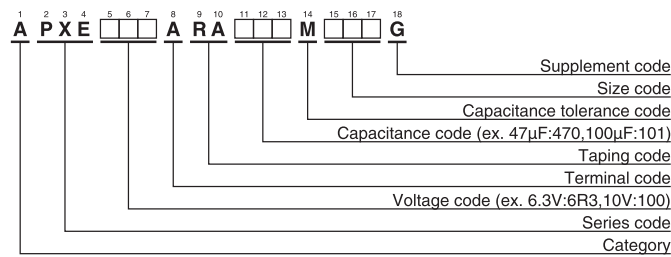 1 2 3 4 5 6 7 8 9 10 11 12 13 14 15 16 17 18
A PXE A RA M G
Supplement code
Size code
Capacitance tolerance code
Capacitance code (ex. 47µF:470,100µF:101)
Taping code
Terminal code
Voltage code (ex. 6.3V:6R3,10V:100)
Series code
Category